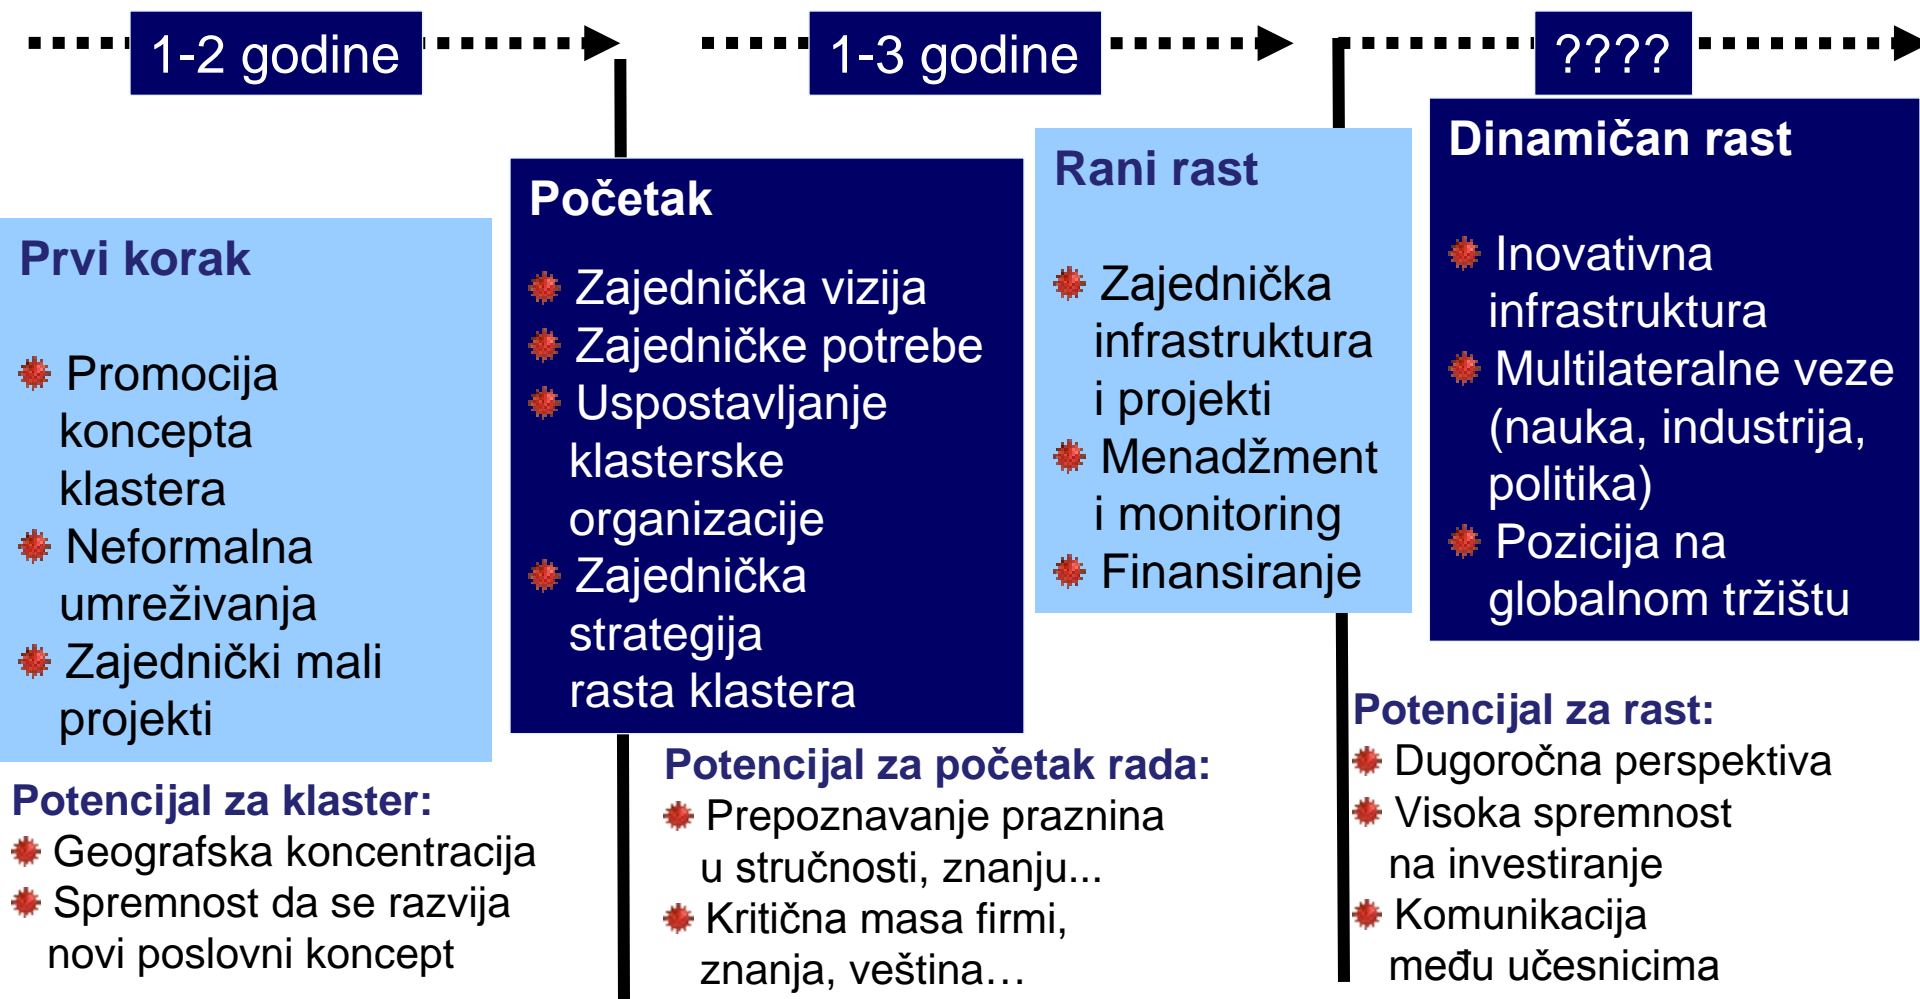 1-2 godine
1-3 godine
????
Prvi korak
Promocija
koncepta
klastera
Neformalna
umreživanja
Zajednički mali
projekti
Početak
Zajednička vizija
Zajedničke potrebe
Uspostavljanje
klasterske
organizacije
Zajednička
strategija
rasta klastera
Rani rast
Zajednička
infrastruktura
i projekti
Menadžment
i monitoring
Finansiranje
Dinamičan rast
Inovativna
infrastruktura
Multilateralne veze
(nauka, industrija,
politika)
Pozicija na
globalnom tržištu
Potencijal za klaster:
Geografska koncentracija
Spremnost da se razvija
novi poslovni koncept
Potencijal za početak rada:
Prepoznavanje praznina
u stručnosti, znanju...
Kritična masa firmi,
znanja, veština…
Potencijal za rast:
Dugoročna perspektiva
Visoka spremnost
na investiranje
Komunikacija
među učesnicima